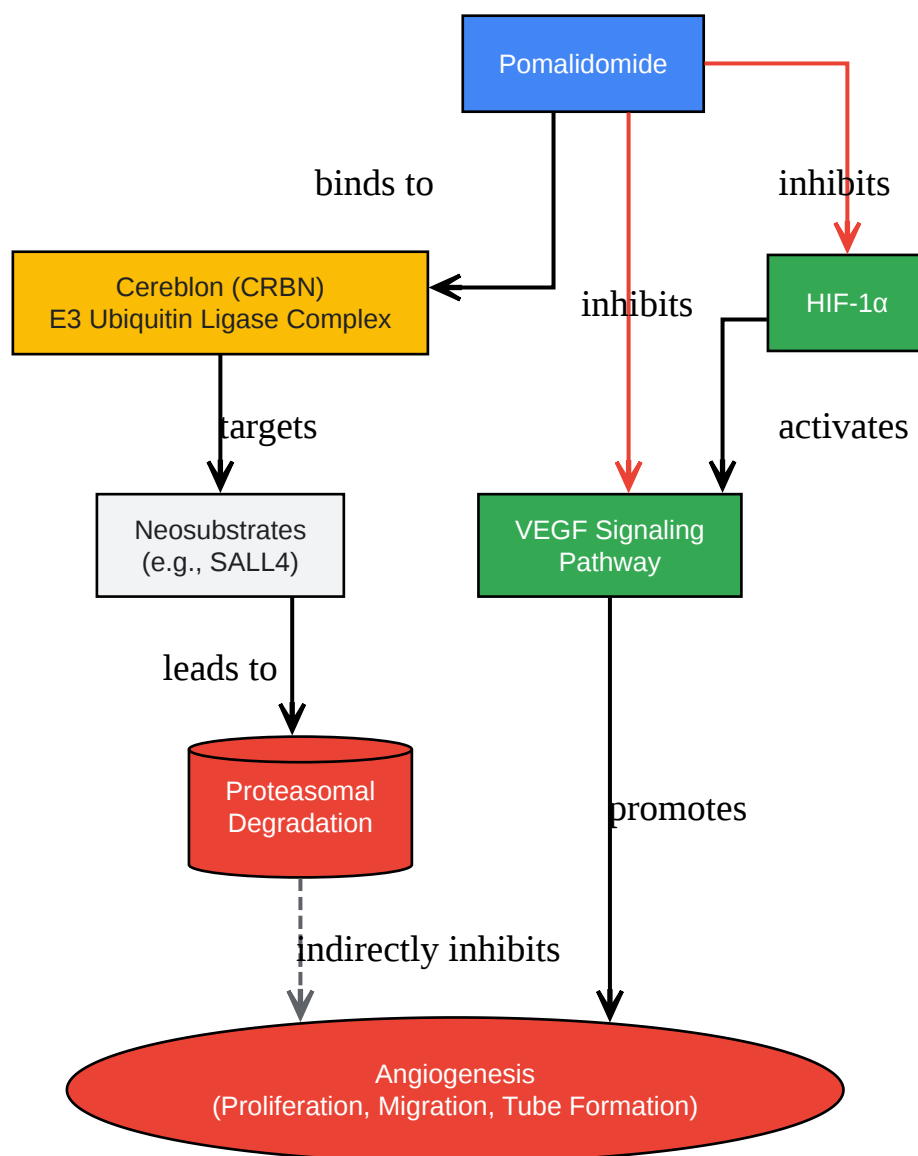 Pomalidomide
binds to
inhibits
Cereblon (CRBN)
E3 Ubiquitin Ligase Complex
inhibits
HIF-1α
targets
activates
Neosubstrates
(e.g., SALL4)
VEGF Signaling
Pathway
leads to
Proteasomal
Degradation
promotes
indirectly inhibits
Angiogenesis
(Proliferation, Migration, Tube Formation)